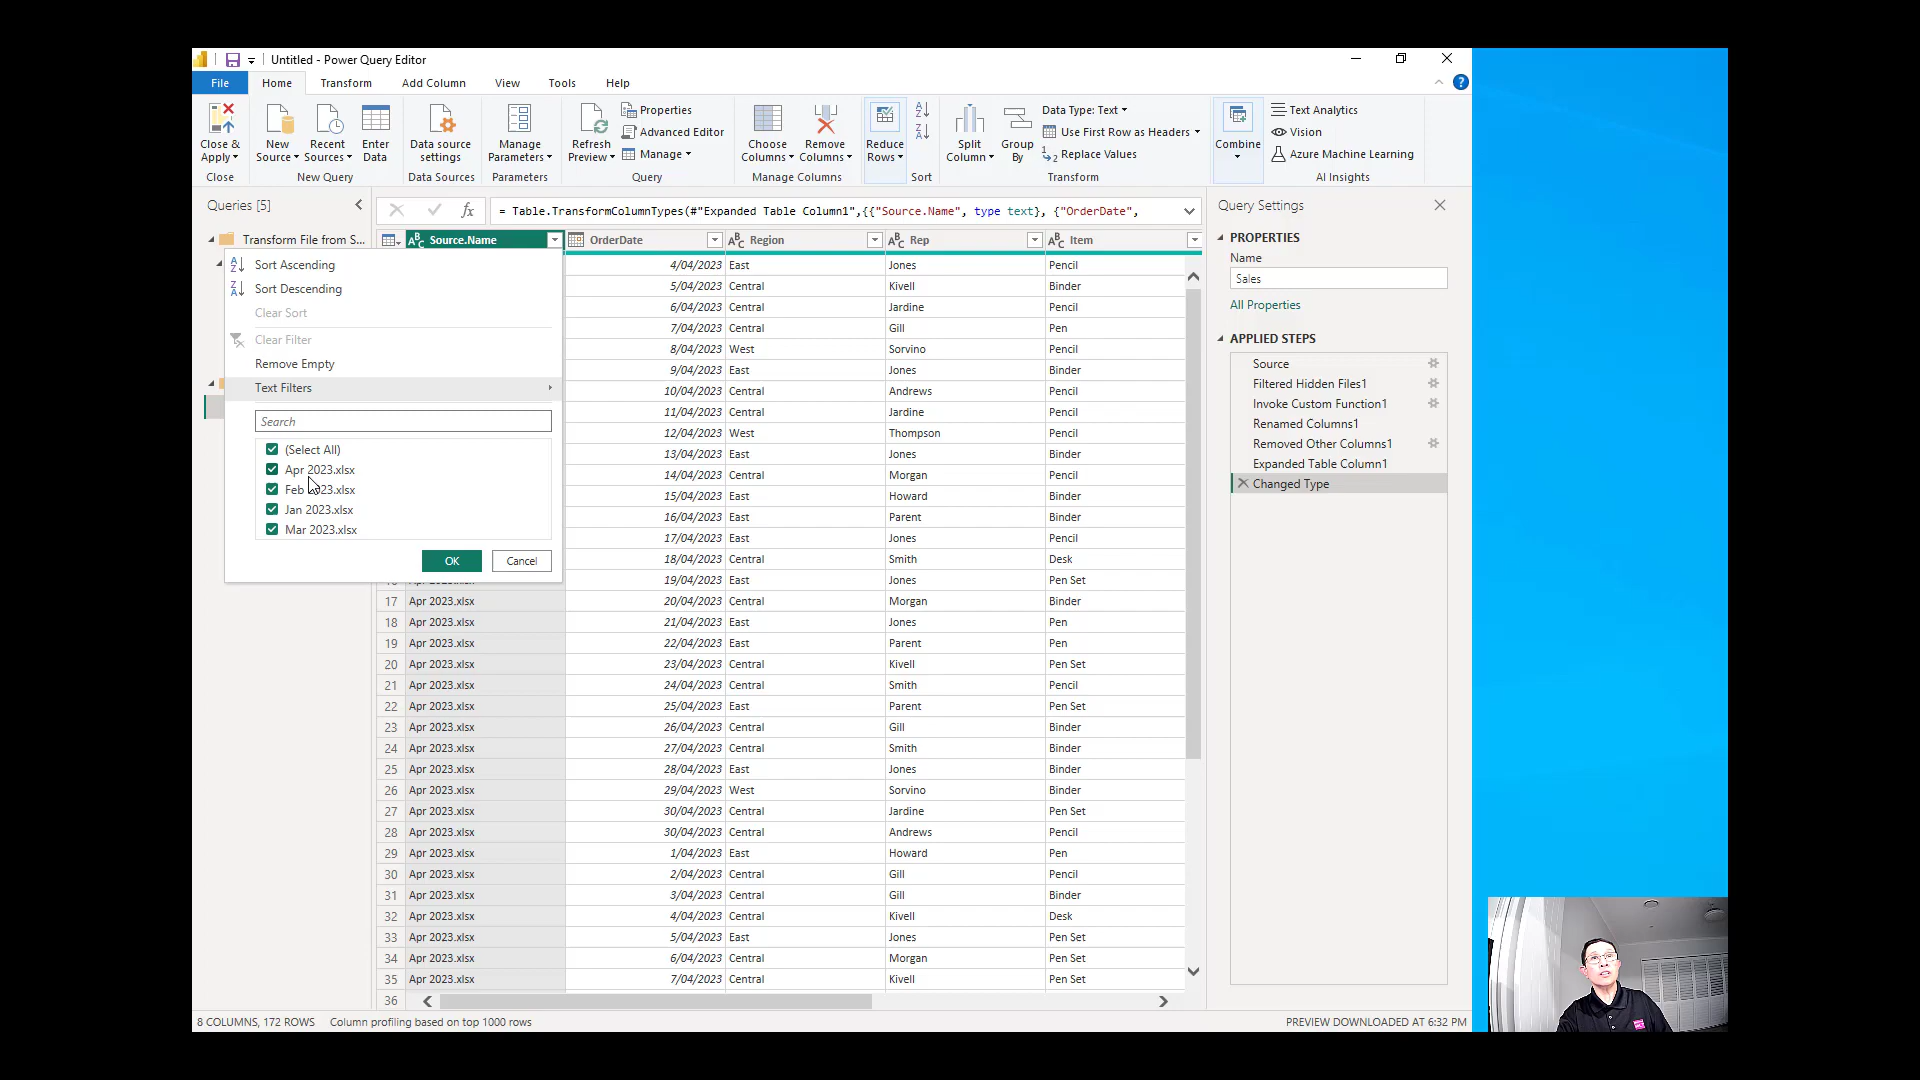 Untitled - Power Query Editor
File Home Transform Add Column View Tools Help
Close & Apply
Close
New Source
Recent Sources
Enter Data
New Query
Data source settings
Data Sources
Manage Parameters
Parameters
Refresh Preview
Properties
Advanced Editor
Manage
Query
Choose Columns
Remove Columns
Manage Columns
Reduce Rows
Sort
Split Column
Group By
Data Type: Text
Use First Row as Headers
Replace Values
Transform
Combine
Text Analytics
Vision
Azure Machine Learning
AI Insights
Queries [5]
Transform File from S...
= Table.TransformColumnTypes(#"Expanded Table Column1",{{"Source.Name", type text}, {"OrderDate",
Source.Name OrderDate Region Rep Item
Sort Ascending
Sort Descending
Clear Sort
Clear Filter
Remove Empty
Text Filters
Search
(Select All)
Apr 2023.xlsx
Feb 2023.xlsx
Jan 2023.xlsx
Mar 2023.xlsx
OK Cancel
4/04/2023 East Jones Pencil
5/04/2023 Central Kivell Binder
6/04/2023 Central Jardine Pencil
7/04/2023 Central Gill Pen
8/04/2023 West Sorvino Pencil
9/04/2023 East Jones Binder
10/04/2023 Central Andrews Pencil
11/04/2023 Central Jardine Pencil
12/04/2023 West Thompson Pencil
13/04/2023 East Jones Binder
14/04/2023 Central Morgan Pencil
15/04/2023 East Howard Binder
16/04/2023 East Parent Binder
17/04/2023 East Jones Pencil
18/04/2023 Central Smith Desk
19/04/2023 East Jones Pen Set
17 Apr 2023.xlsx 20/04/2023 Central Morgan Binder
18 Apr 2023.xlsx 21/04/2023 East Jones Pen
19 Apr 2023.xlsx 22/04/2023 East Parent Pen
20 Apr 2023.xlsx 23/04/2023 Central Kivell Pen Set
21 Apr 2023.xlsx 24/04/2023 Central Smith Pencil
22 Apr 2023.xlsx 25/04/2023 East Parent Pen Set
23 Apr 2023.xlsx 26/04/2023 Central Gill Binder
24 Apr 2023.xlsx 27/04/2023 Central Smith Binder
25 Apr 2023.xlsx 28/04/2023 East Jones Binder
26 Apr 2023.xlsx 29/04/2023 West Sorvino Binder
27 Apr 2023.xlsx 30/04/2023 Central Jardine Pen Set
28 Apr 2023.xlsx 30/04/2023 Central Andrews Pencil
29 Apr 2023.xlsx 1/04/2023 East Howard Pen
30 Apr 2023.xlsx 2/04/2023 Central Gill Pencil
31 Apr 2023.xlsx 3/04/2023 Central Gill Binder
32 Apr 2023.xlsx 4/04/2023 Central Kivell Desk
33 Apr 2023.xlsx 5/04/2023 East Jones Pen Set
34 Apr 2023.xlsx 6/04/2023 Central Morgan Pen Set
35 Apr 2023.xlsx 7/04/2023 Central Kivell Pen Set
36
Query Settings
PROPERTIES
Name
Sales
All Properties
APPLIED STEPS
Source
Filtered Hidden Files1
Invoke Custom Function1
Renamed Columns1
Removed Other Columns1
Expanded Table Column1
Changed Type
8 COLUMNS, 172 ROWS Column profiling based on top 1000 rows PREVIEW DOWNLOADED AT 6:32 PM